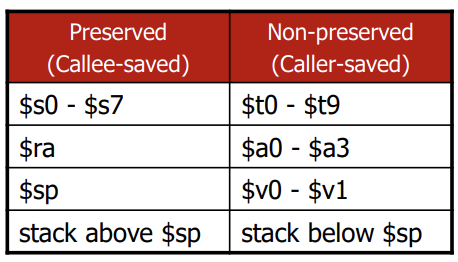 Preserved
(Callee-saved)
Non-preserved
(Caller-saved)
$s0 - $s7
$t0 - $t9
$ra
$a0 - $a3
$sp
$v0 - $v1
stack above $sp
stack below $sp